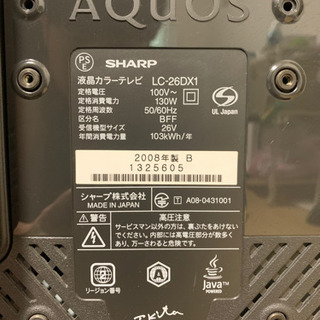 AQUOS
PS
E
SHARP
液晶カラーテレビ LC-26DX1
定格電圧 100V~
定格消費電力 130W
定格周波数 50/60Hz
区分 BFF
受信機型サイズ 26V
年間消費電力量 103kWh/年
UL Japan
2008年製 B
1325605
シャープ株式会社
MADE IN JAPAN
T A08-0431001
警告 高圧注意
サービスマン以外の方は、裏ぶたをあけないでください。内部には高電圧部分が数多くあり、万一さわると危険です。
リージョン番号
2
A
Java
POWERED